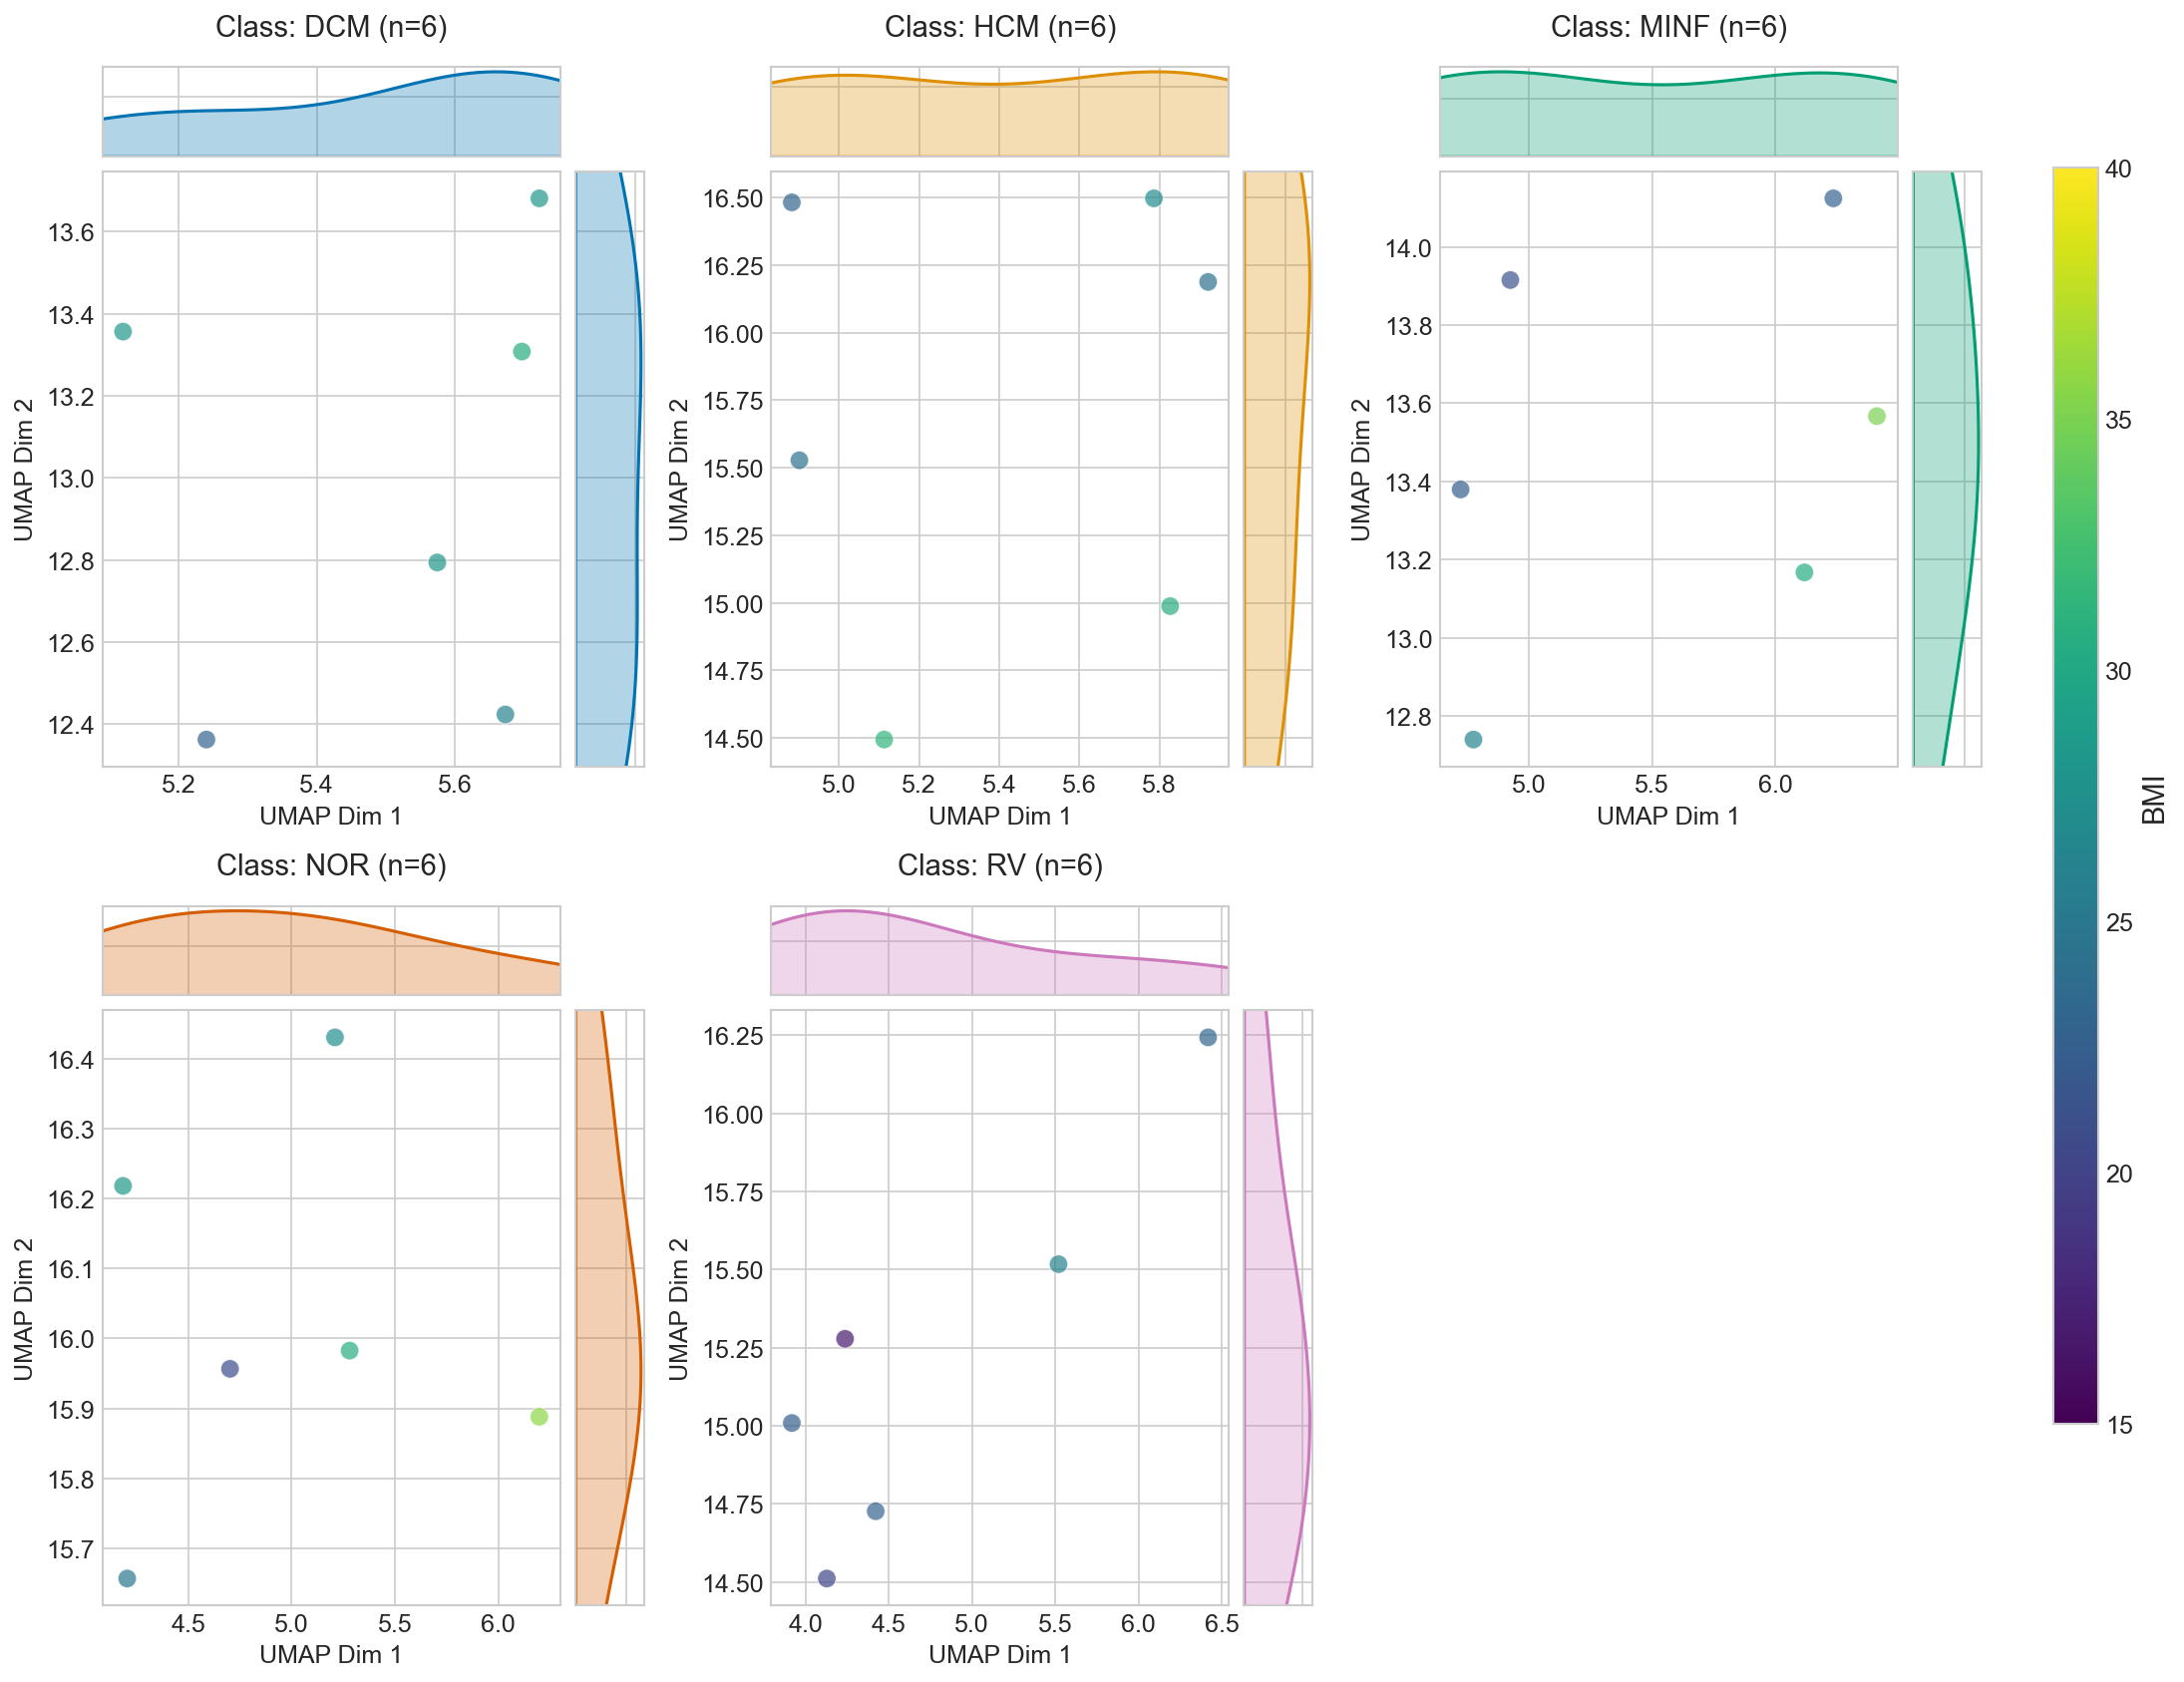 Class: DCM (n=6)
Class: HCM (n=6)
Class: MINF (n=6)
UMAP Dim 2
13.6
13.4
13.2
13.0
12.8
12.6
12.4
5.2 5.4 5.6
UMAP Dim 1
UMAP Dim 2
16.50
16.25
16.00
15.75
15.50
15.25
15.00
14.75
14.50
5.0 5.2 5.4 5.6 5.8
UMAP Dim 1
UMAP Dim 2
14.0
13.8
13.6
13.4
13.2
13.0
12.8
5.0 5.5 6.0
UMAP Dim 1
Class: NOR (n=6)
Class: RV (n=6)
UMAP Dim 2
16.4
16.3
16.2
16.1
16.0
15.9
15.8
15.7
4.5 5.0 5.5 6.0
UMAP Dim 1
UMAP Dim 2
16.25
16.00
15.75
15.50
15.25
15.00
14.75
14.50
4.0 4.5 5.0 5.5 6.0 6.5
UMAP Dim 1
40
35
30
25
20
15
BMI